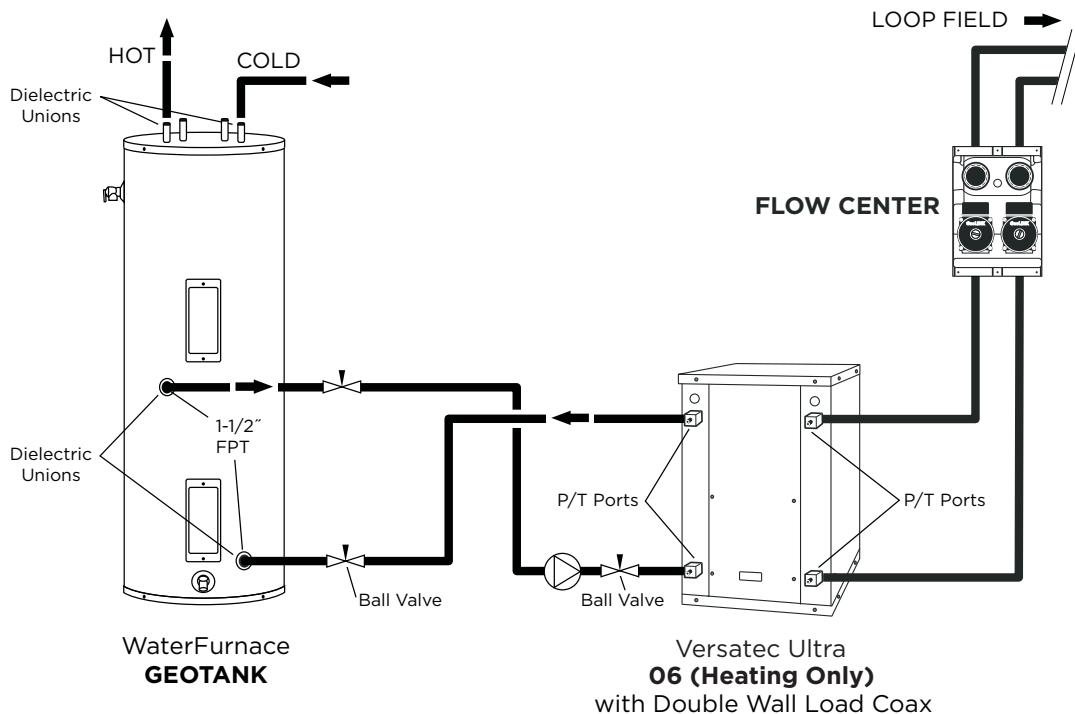 LOOP FIELD
HOT
COLD
Dielectric
Unions
FLOW CENTER
1-1/2˝
FPT
Dielectric
Unions
P/T Ports
P/T Ports
Ball Valve
Ball Valve
WaterFurnace
GEOTANK
Versatec Ultra
06 (Heating Only)
with Double Wall Load Coax